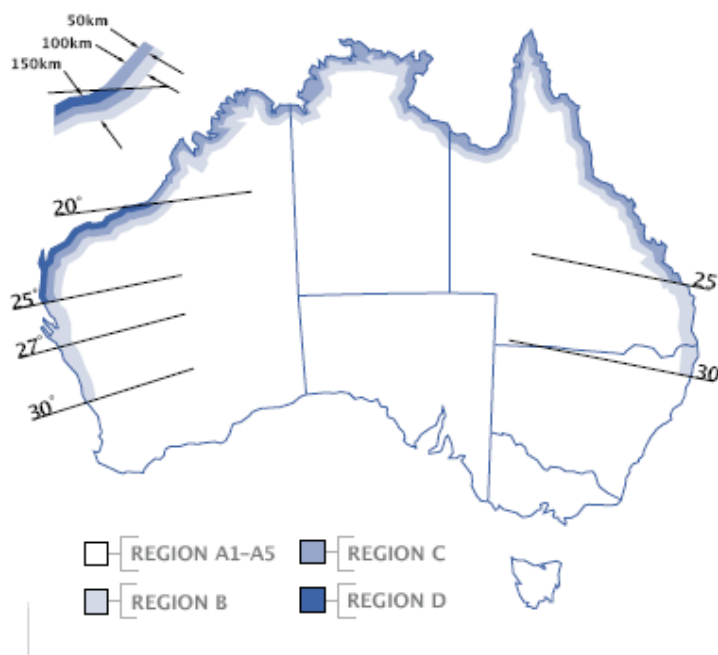 50km
100km
150km
20°
25°
25
27°
30
30°
REGION A1-A5
REGION C
REGION B
REGION D